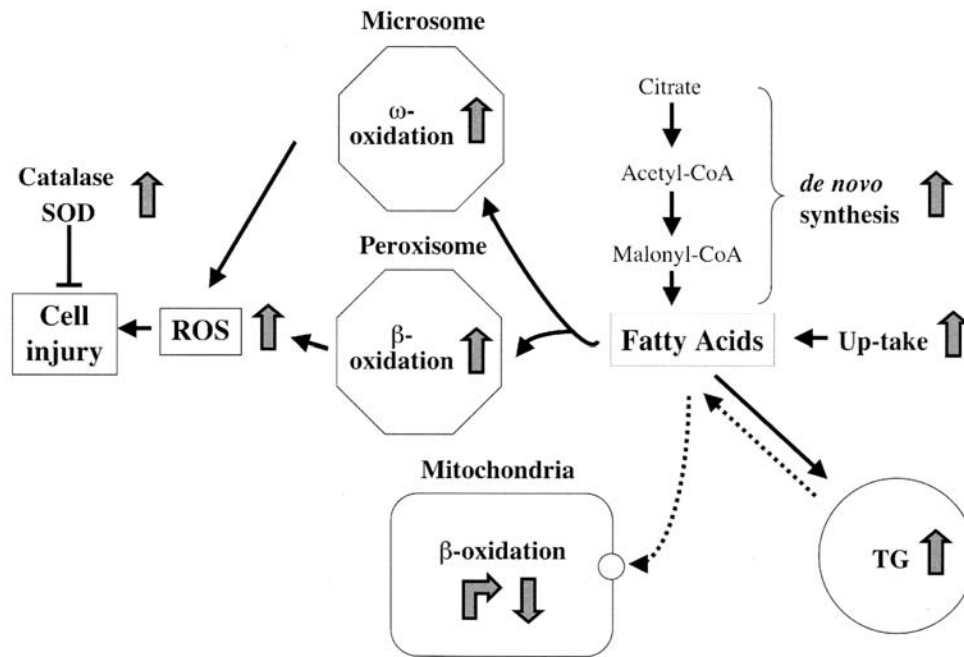 Microsome
ω-
oxidation
Catalase
SOD
Cell
injury
ROS
Peroxisome
β-
oxidation
Citrate
Acetyl-CoA
Malonyl-CoA
de novo
synthesis
Fatty Acids
Up-take
Mitochondria
β-oxidation
TG